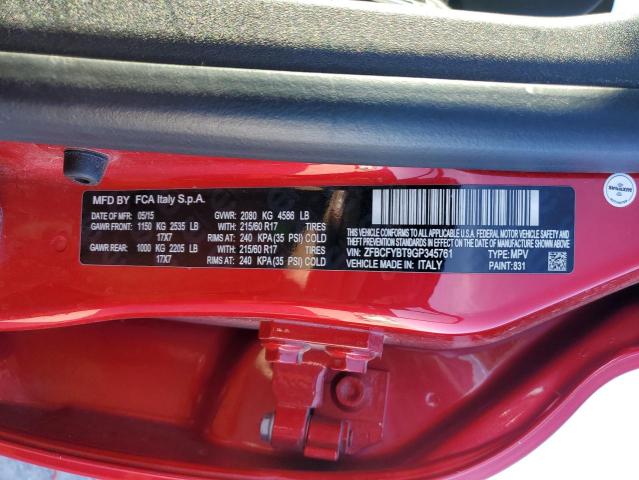 MFD BY FCA Italy S.p.A.
DATE OF MFR 05/15 GVWR: 2080 KG 4586 LB
GAWR FRONT: 1150 KG 2535 LB WITH: 215/60 R17 TIRES
17X7 RIMS AT: 240 KPA (35 PSI) COLD
GAWR REAR: 1000 KG 2205 LB WITH: 215/60 R17 TIRES
17X7 RIMS AT: 240 KPA (35 PSI) COLD
THIS VEHICLE CONFORMS TO ALL APPLICABLE U.S.A. FEDERAL MOTOR VEHICLE SAFETY,
BUMPER, AND THEFT PREVENTION STANDARDS IN EFFECT
ON THE DATE OF MANUFACTURE SHOWN ABOVE.
VIN: ZFBCFYBT9GP345761 TYPE: MPV
VEHICLE MADE IN: ITALY PAINT: 831
SiriusXM